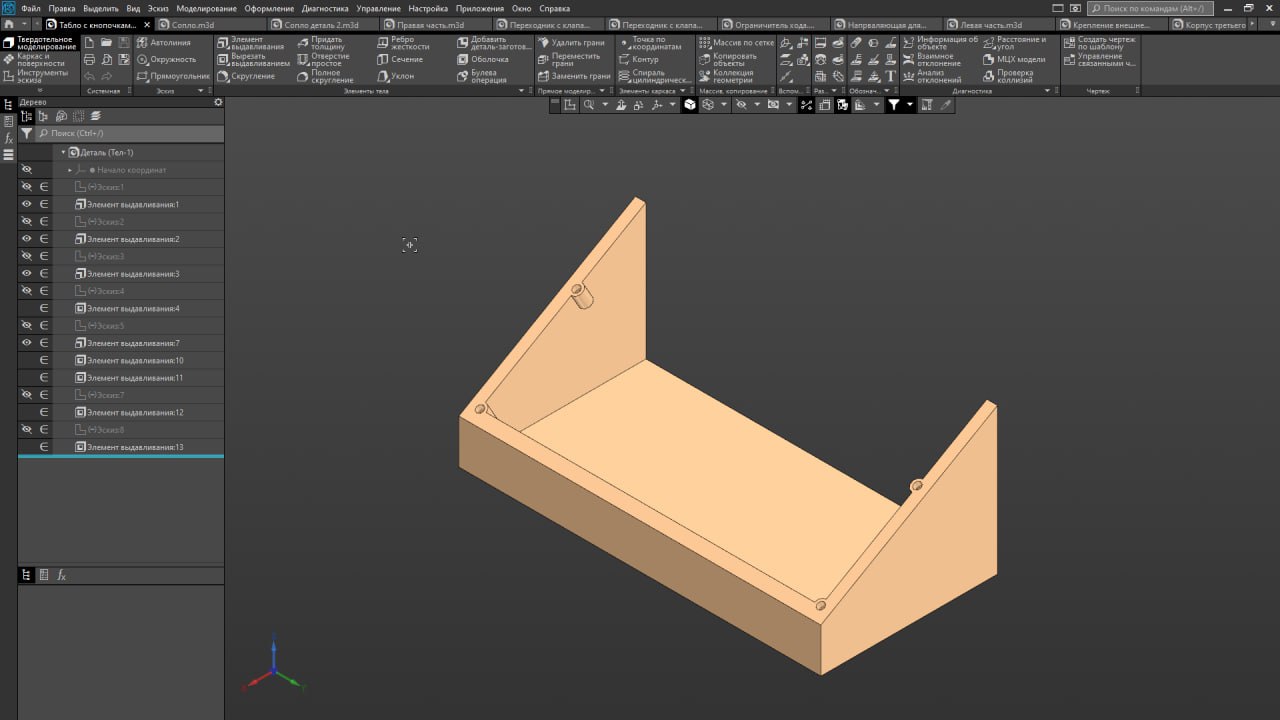 Файл Правка Выделить Вид Эскиз Моделирование Оформление Диагностика Управление Настройка Приложения Окно Справка
Поиск по командам (Alt+/)
Табло с кнопочкам... Сопло.m3d Сопло деталь 2.m3d Правая часть.m3d Переходник с клапа... Переходник с клапа... Ограничитель хода.... Направляющая для... Левая часть.m3d Крепление внешне... Корпус третьего
Твердотельное моделирование
Каркас и поверхности
Инструменты эскиза
Системная
Автолиния
Окружность
Прямоугольник
Эскиз
Элемент выдавливания
Вырезать выдавливанием
Скругление
Придать толщину
Отверстие простое
Полное скругление
Ребро жесткости
Сечение
Уклон
Добавить деталь-заготов...
Оболочка
Булева операция
Элементы тела
Удалить грани
Переместить грани
Заменить грани
Прямое моделир...
Точка по координатам
Контур
Спираль цилиндрическ...
Элементы каркаса
Массив по сетке
Копировать объекты
Коллекция геометрии
Массив, копирование
Вспом...
Раз...
Обознач...
Информация об объекте
Взаимное отклонение
Анализ отклонений
Расстояние и угол
МЦХ модели
Проверка коллизий
Диагностика
Создать чертеж по шаблону
Управление связанными ч...
Чертеж
Дерево
Поиск (Ctrl+/)
Деталь (Тел-1)
Начало координат
(-)Эскиз:1
Элемент выдавливания:1
(-)Эскиз:2
Элемент выдавливания:2
(-)Эскиз:3
Элемент выдавливания:3
(-)Эскиз:4
Элемент выдавливания:4
(-)Эскиз:5
Элемент выдавливания:7
Элемент выдавливания:10
Элемент выдавливания:11
(-)Эскиз:7
Элемент выдавливания:12
(-)Эскиз:8
Элемент выдавливания:13